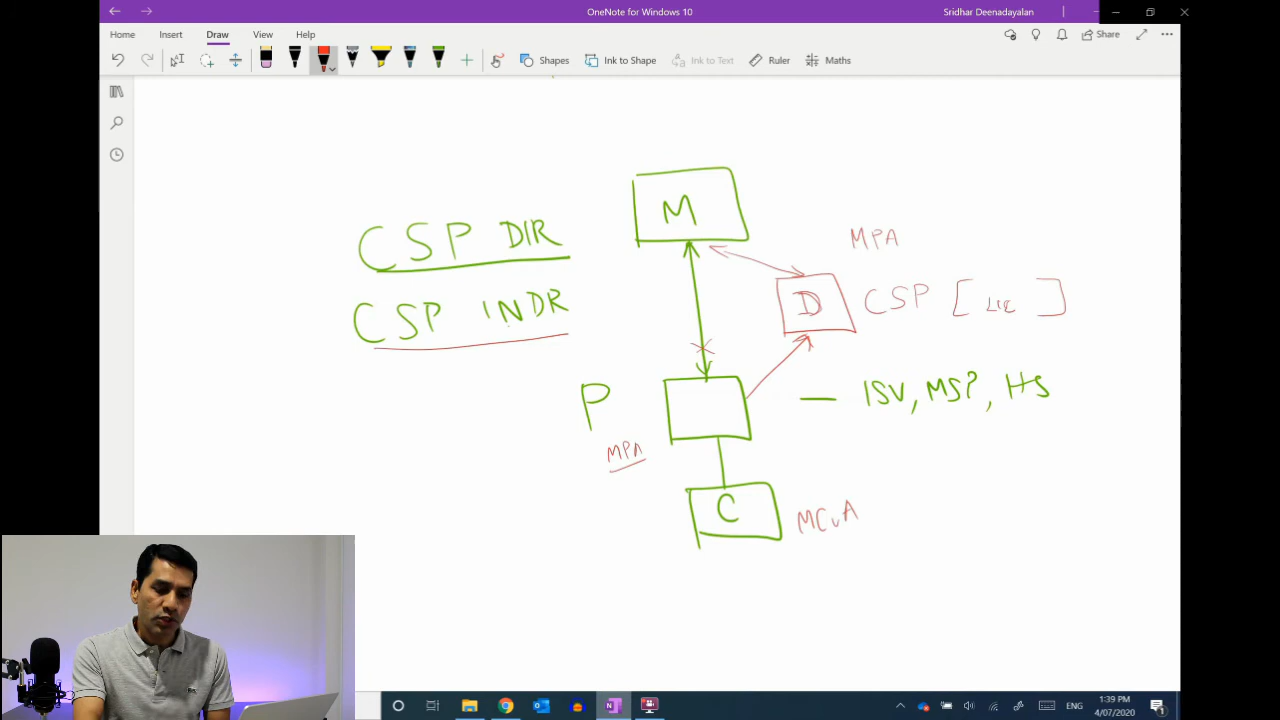 OneNote for Windows 10
Sridhar Deenadayalan
Home Insert Draw View Help
Share
Shapes
Ink to Shape
Ink to Text
Ruler
Maths
M
CSP DIR
MPA
CSP INDR
D CSP [LIC]
P
ISV, MSP, HS
MPA
C
MCuA
1:39 PM
4/07/2020
1